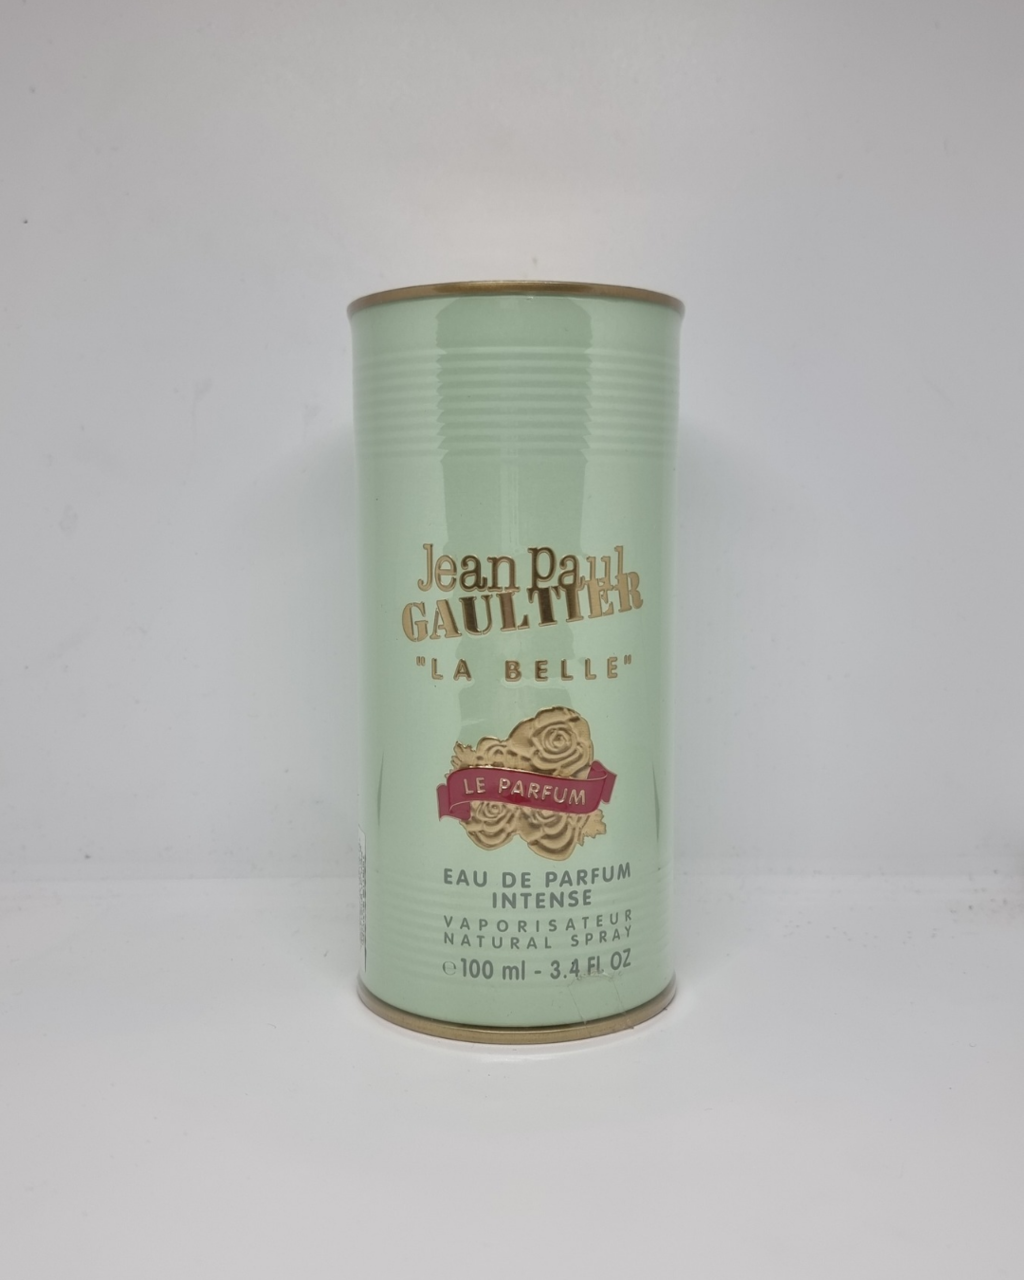 Jean Paul
GAULTIER
"LA BELLE"
LE PARFUM
EAU DE PARFUM
INTENSE
VAPORISATEUR
NATURAL SPRAY
℮100 ml - 3.4 Fl. OZ